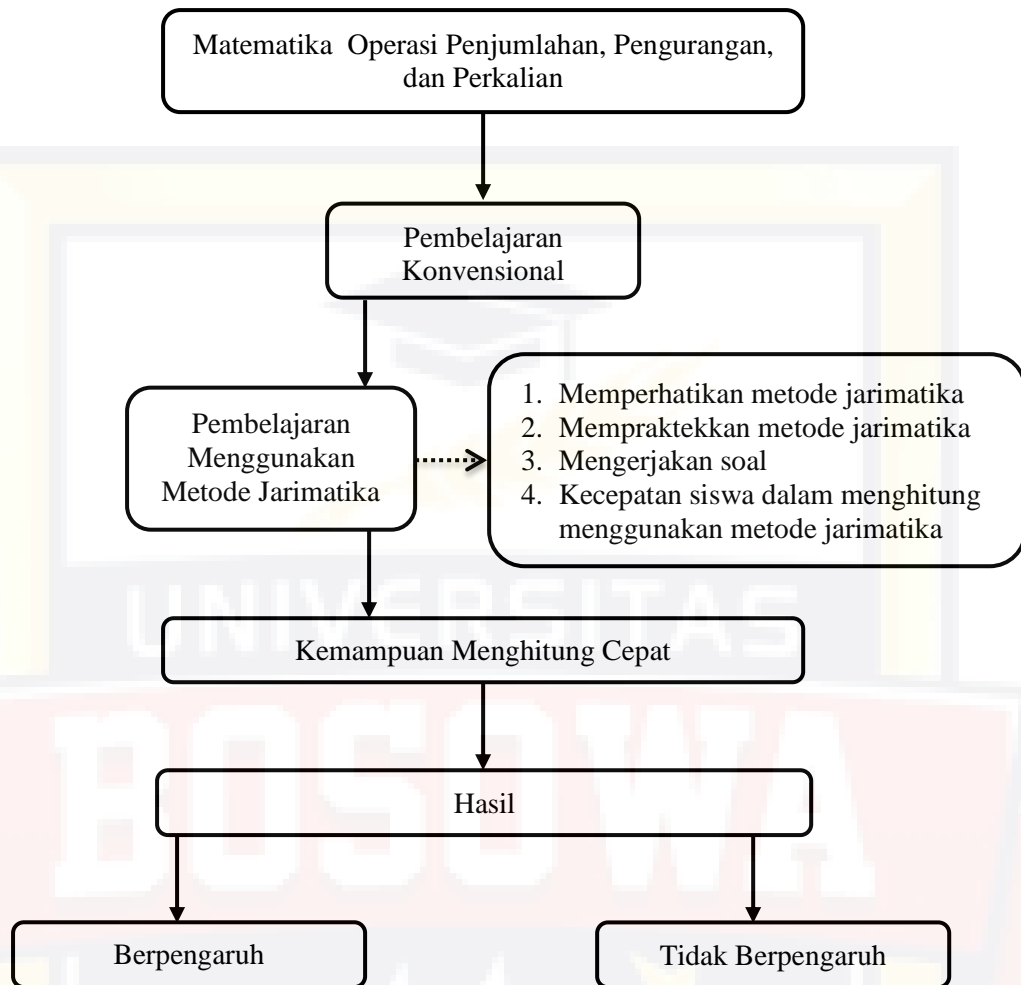 Matematika  Operasi Penjumlahan, Pengurangan,
dan Perkalian
Pembelajaran
Konvensional
Pembelajaran
Menggunakan
Metode Jarimatika
1. Memperhatikan metode jarimatika
2. Mempraktekkan metode jarimatika
3. Mengerjakan soal
4. Kecepatan siswa dalam menghitung
menggunakan metode jarimatika
UNIVERSITAS
Kemampuan Menghitung Cepat
BOSOWA
Hasil
Berpengaruh
Tidak Berpengaruh